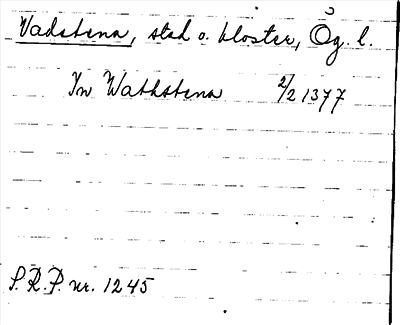 Vadstena, stad o. kloster, Ög. l.
In Wathstena 2/2 1377
S.R.P. nr. 1245